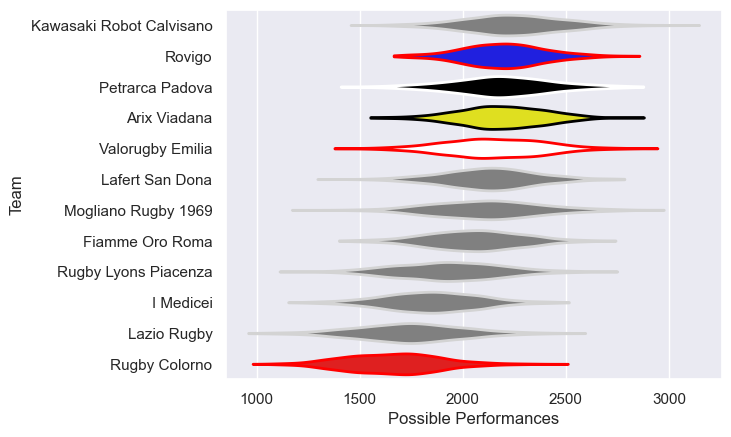 Kawasaki Robot Calvisano
Rovigo
Petrarca Padova
Arix Viadana
Valorugby Emilia
Lafert San Dona
Mogliano Rugby 1969
Fiamme Oro Roma
Rugby Lyons Piacenza
I Medicei
Lazio Rugby
Rugby Colorno
Team
1000 1500 2000 2500 3000
Possible Performances